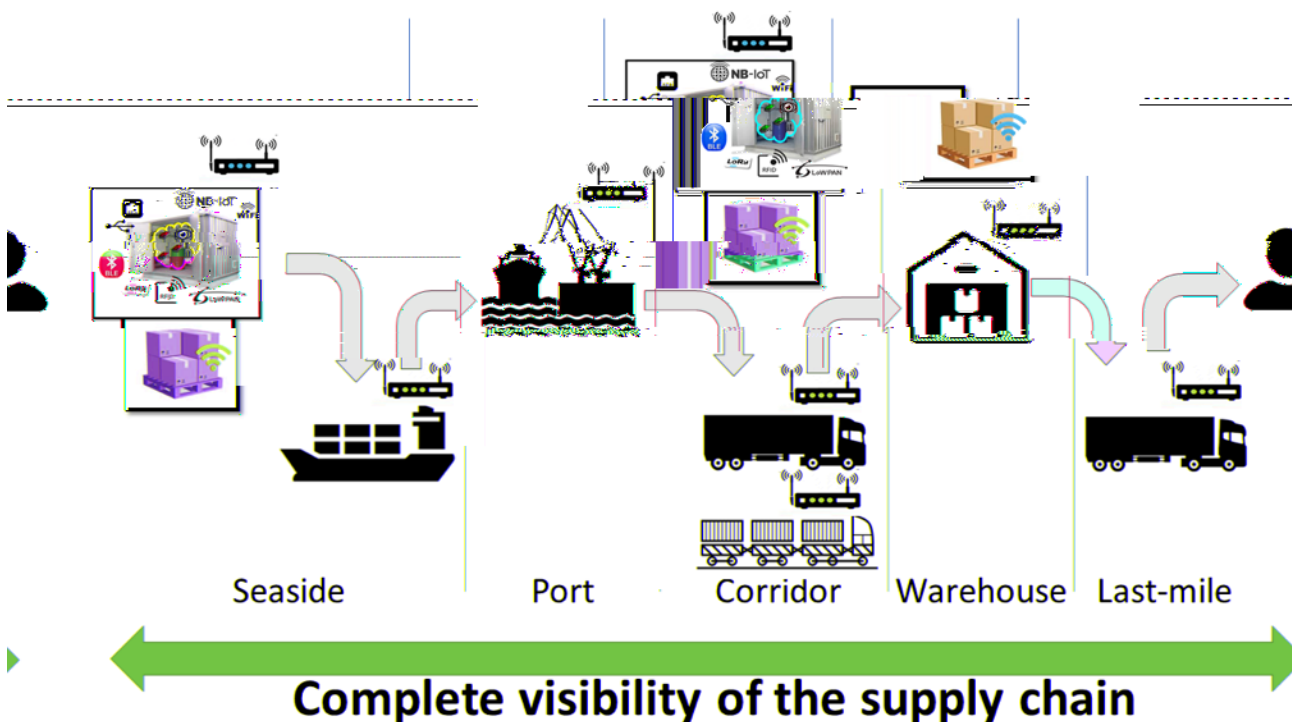 NB-IoT
WiFi
BLE
LoRa
RFID
6LoWPAN
NB-IoT
WiFi
BLE
LoRa
RFID
6LoWPAN
Seaside
Port
Corridor
Warehouse
Last-mile
Complete visibility of the supply chain